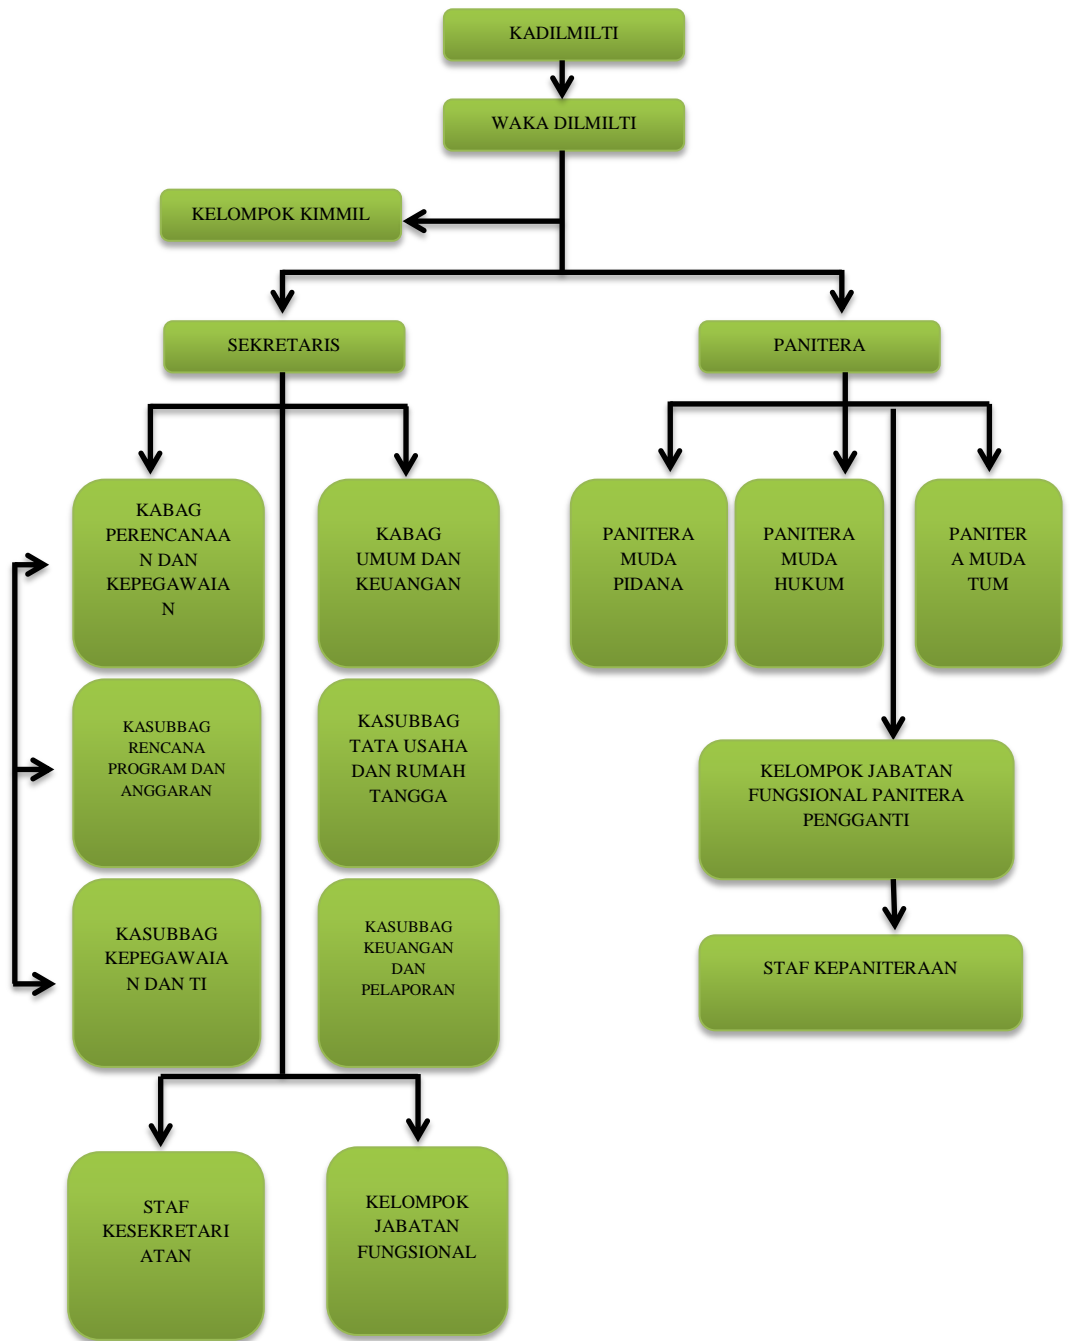 KADILMILTI
WAKA DILMILTI
KELOMPOK KIMMIL
SEKRETARIS
PANITERA
KABAG
PERENCANAA
N DAN
KEPEGAWAIA
N
KABAG
UMUM DAN
KEUANGAN
PANITERA
MUDA
PIDANA
PANITERA
MUDA
HUKUM
PANITER
A MUDA
TUM
KASUBBAG
RENCANA
PROGRAM DAN
ANGGARAN
KASUBBAG
TATA USAHA
DAN RUMAH
TANGGA
KELOMPOK JABATAN
FUNGSIONAL PANITERA
PENGGANTI
KASUBBAG
KEPEGAWAIA
N DAN TI
KASUBBAG
KEUANGAN
DAN
PELAPORAN
STAF KEPANITERAAN
STAF
KESEKRETARI
ATAN
KELOMPOK
JABATAN
FUNGSIONAL